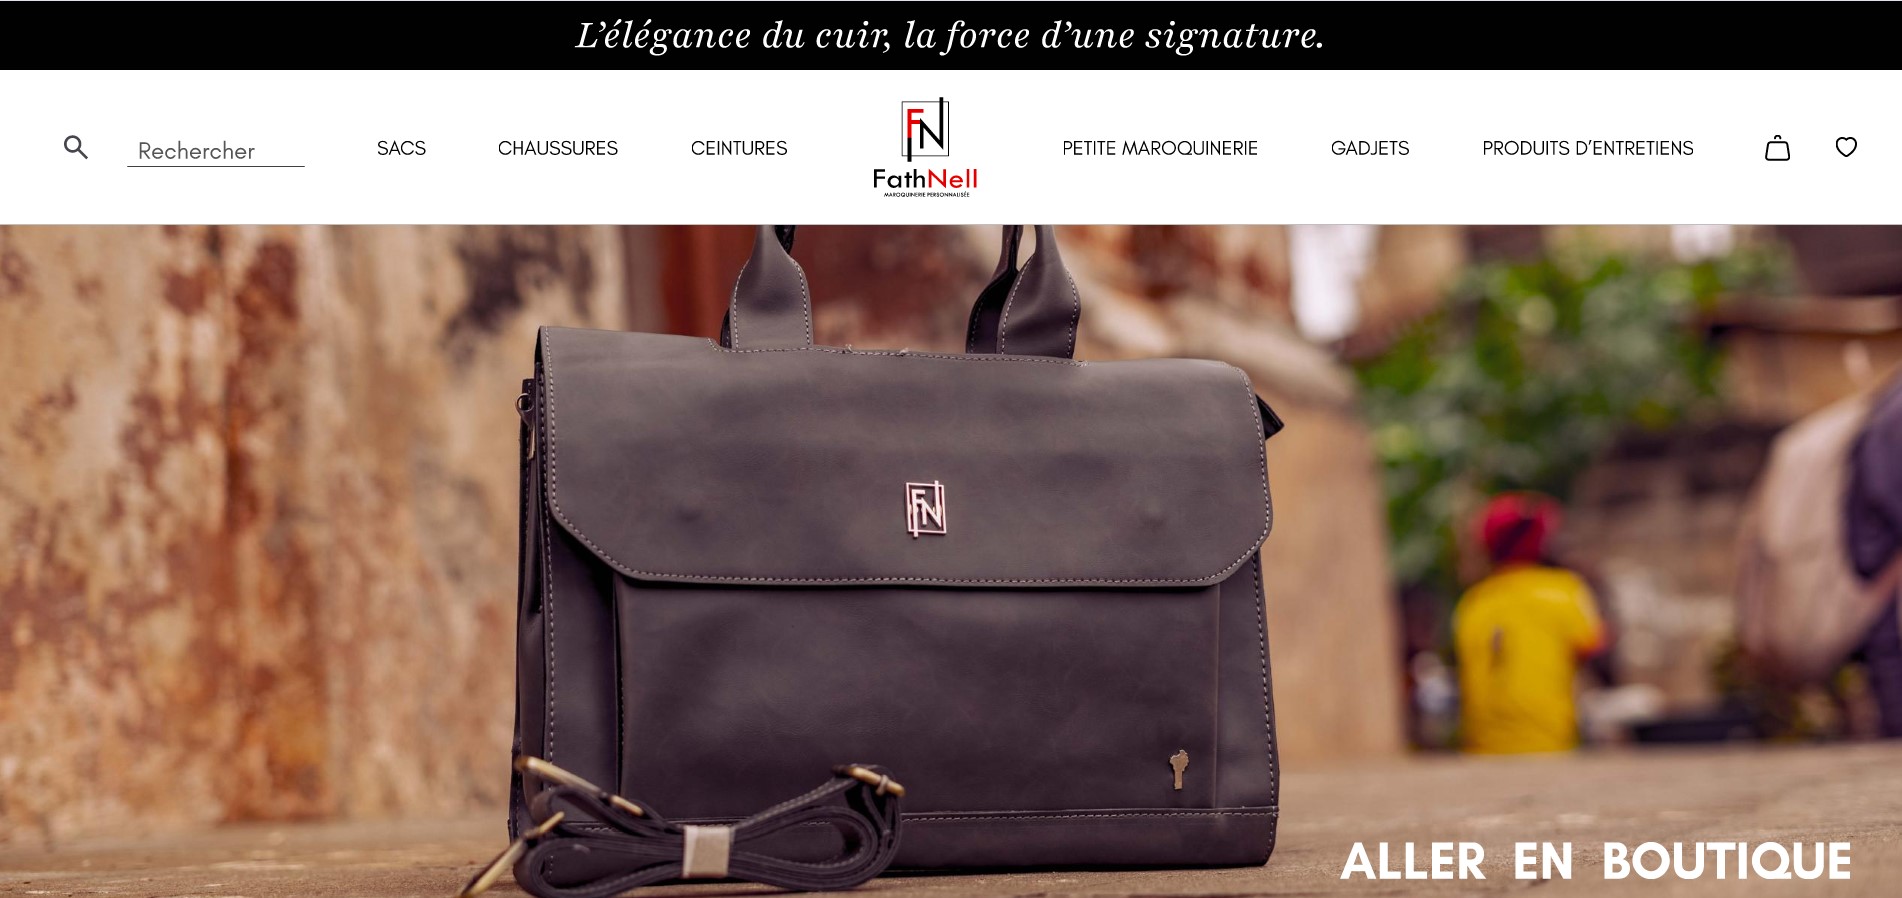 L’élégance du cuir, la force d’une signature.
Rechercher
SACS
CHAUSSURES
CEINTURES
FN
FathNell
MAROQUINERIE PERSONNALISÉE
PETITE MAROQUINERIE
GADJETS
PRODUITS D’ENTRETIENS
FN
ALLER EN BOUTIQUE